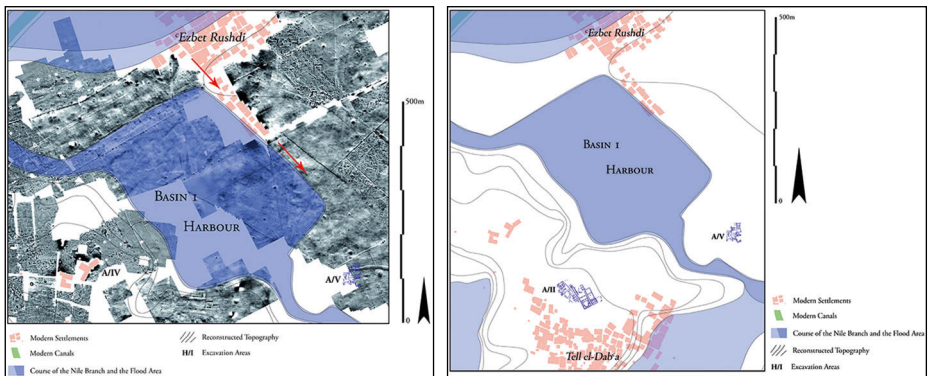 ʿEzbet Rushdi
500m
Basin 1
Harbour
A/IV
A/V
0
Modern Settlements
Modern Canals
Course of the Nile Branch and the Flood Area
Reconstructed Topography
H/I Excavation Areas
ʿEzbet Rushdi
500m
Basin 1
Harbour
A/V
0
A/II
Tell el-Dabʿa
Modern Settlements
Modern Canals
Course of the Nile Branch and the Flood Area
Reconstructed Topography
H/I Excavation Areas